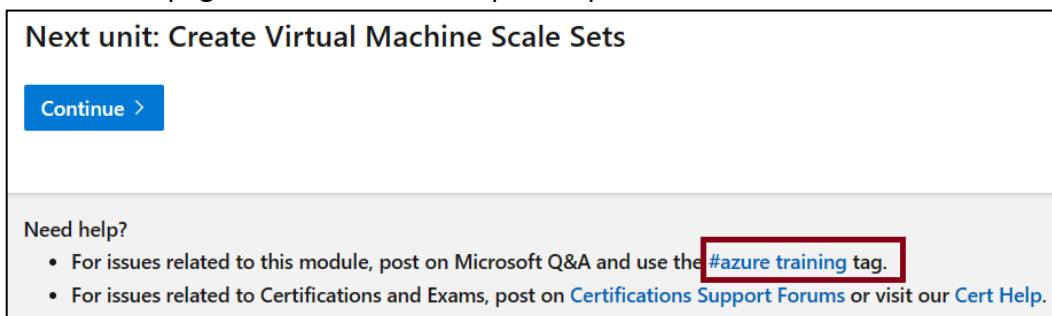 Next unit: Create Virtual Machine Scale Sets
Continue >
Need help?
• For issues related to this module, post on Microsoft Q&A and use the #azure training tag.
• For issues related to Certifications and Exams, post on Certifications Support Forums or visit our Cert Help.